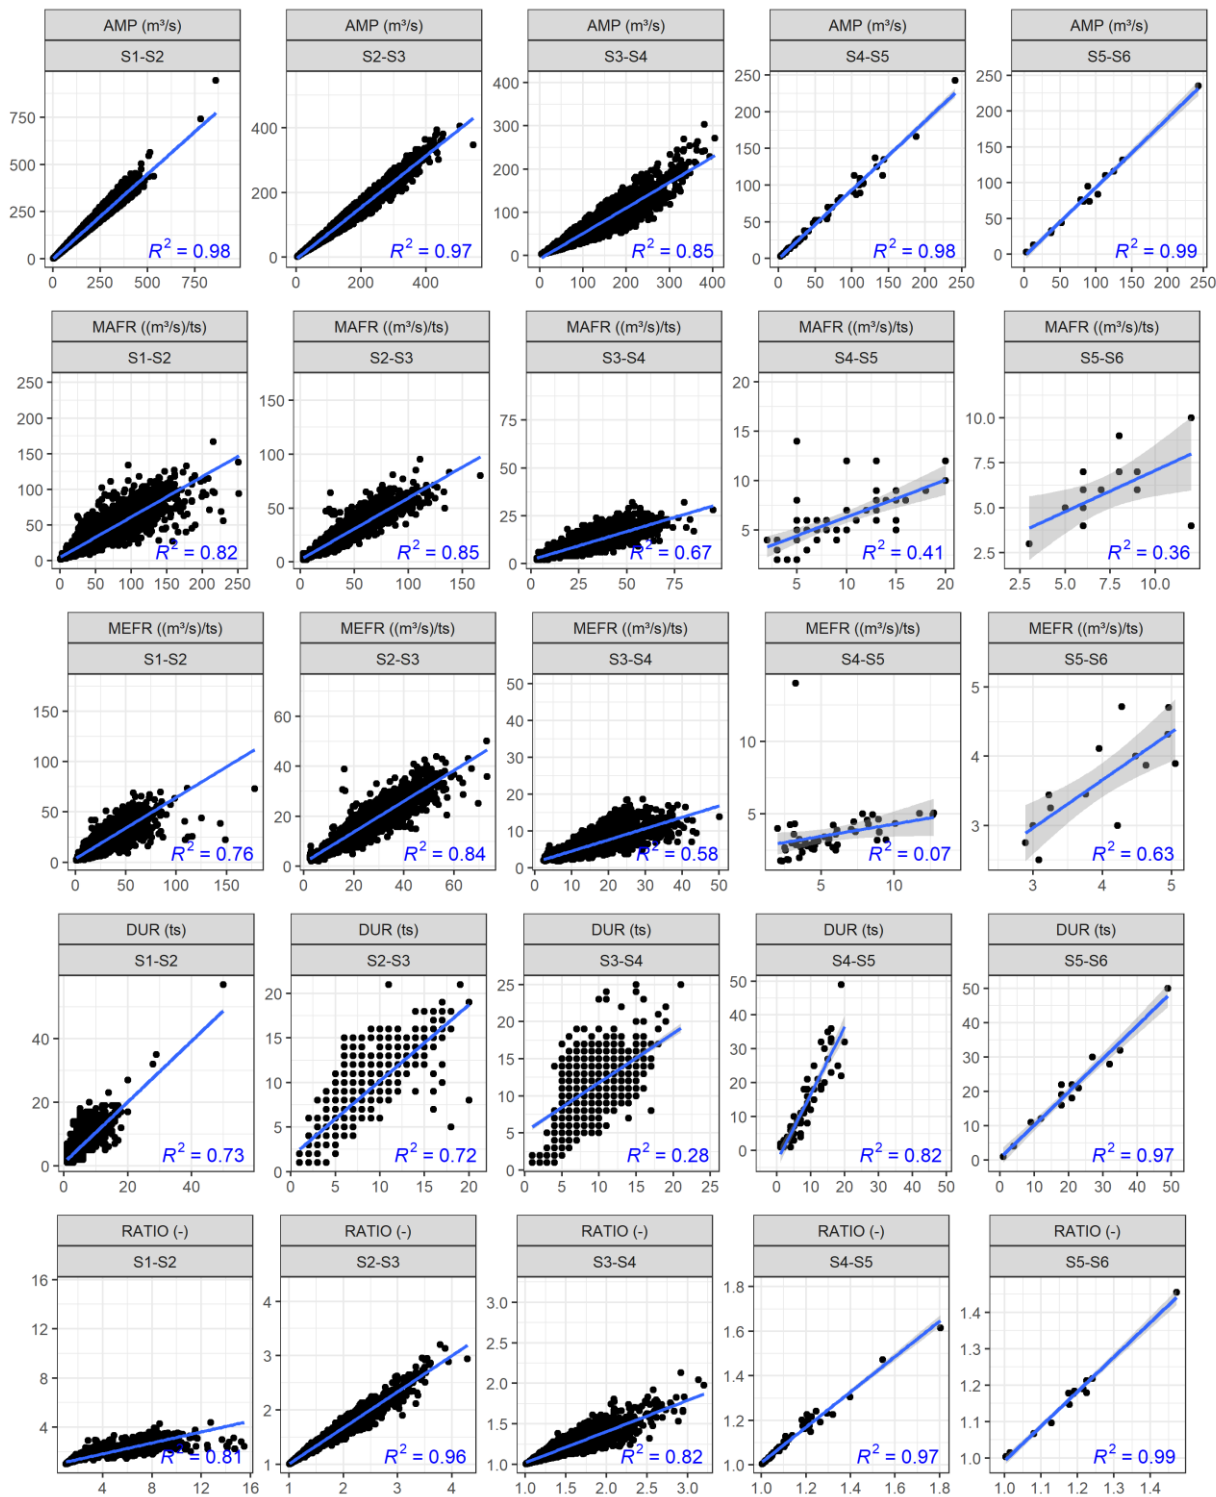 AMP (m³/s) AMP (m³/s) AMP (m³/s) AMP (m³/s) AMP (m³/s)
S1-S2 S2-S3 S3-S4 S4-S5 S5-S6
750
500
250
0
R² = 0.98
0 250 500 750
400
200
0
R² = 0.97
0 200 400
400
300
200
100
0
R² = 0.85
0 100 200 300 400
250
200
150
100
50
0
R² = 0.98
0 50 100 150 200 250
250
200
150
100
50
0
R² = 0.99
0 50 100 150 200 250
MAFR ((m³/s)/ts) MAFR ((m³/s)/ts) MAFR ((m³/s)/ts) MAFR ((m³/s)/ts) MAFR ((m³/s)/ts)
S1-S2 S2-S3 S3-S4 S4-S5 S5-S6
250
200
150
100
50
0
R² = 0.82
0 50 100 150 200 250
150
100
50
0
R² = 0.85
0 50 100 150
75
50
25
0
R² = 0.67
0 25 50 75
20
15
10
5
R² = 0.41
5 10 15 20
10.0
7.5
5.0
2.5
R² = 0.36
2.5 5.0 7.5 10.0
MEFR ((m³/s)/ts) MEFR ((m³/s)/ts) MEFR ((m³/s)/ts) MEFR ((m³/s)/ts) MEFR ((m³/s)/ts)
S1-S2 S2-S3 S3-S4 S4-S5 S5-S6
150
100
50
0
R² = 0.76
0 50 100 150
60
40
20
0
R² = 0.84
0 20 40 60
50
40
30
20
10
0
R² = 0.58
0 10 20 30 40 50
10
5
R² = 0.07
5 10
5
4
3
R² = 0.63
3 4 5
DUR (ts) DUR (ts) DUR (ts) DUR (ts) DUR (ts)
S1-S2 S2-S3 S3-S4 S4-S5 S5-S6
40
20
0
R² = 0.73
0 20 40
20
15
10
5
0
R² = 0.72
0 5 10 15 20
25
20
15
10
5
0
R² = 0.28
0 5 10 15 20 25
50
40
30
20
10
0
R² = 0.82
0 10 20 30 40 50
50
40
30
20
10
0
R² = 0.97
0 10 20 30 40 50
RATIO (-) RATIO (-) RATIO (-) RATIO (-) RATIO (-)
S1-S2 S2-S3 S3-S4 S4-S5 S5-S6
16
12
8
4
R² = 0.81
4 8 12 16
4
3
2
1
R² = 0.96
1 2 3 4
3.0
2.5
2.0
1.5
1.0
R² = 0.82
1.0 1.5 2.0 2.5 3.0
1.8
1.6
1.4
1.2
1.0
R² = 0.97
1.0 1.2 1.4 1.6 1.8
1.4
1.3
1.2
1.1
1.0
R² = 0.99
1.0 1.1 1.2 1.3 1.4